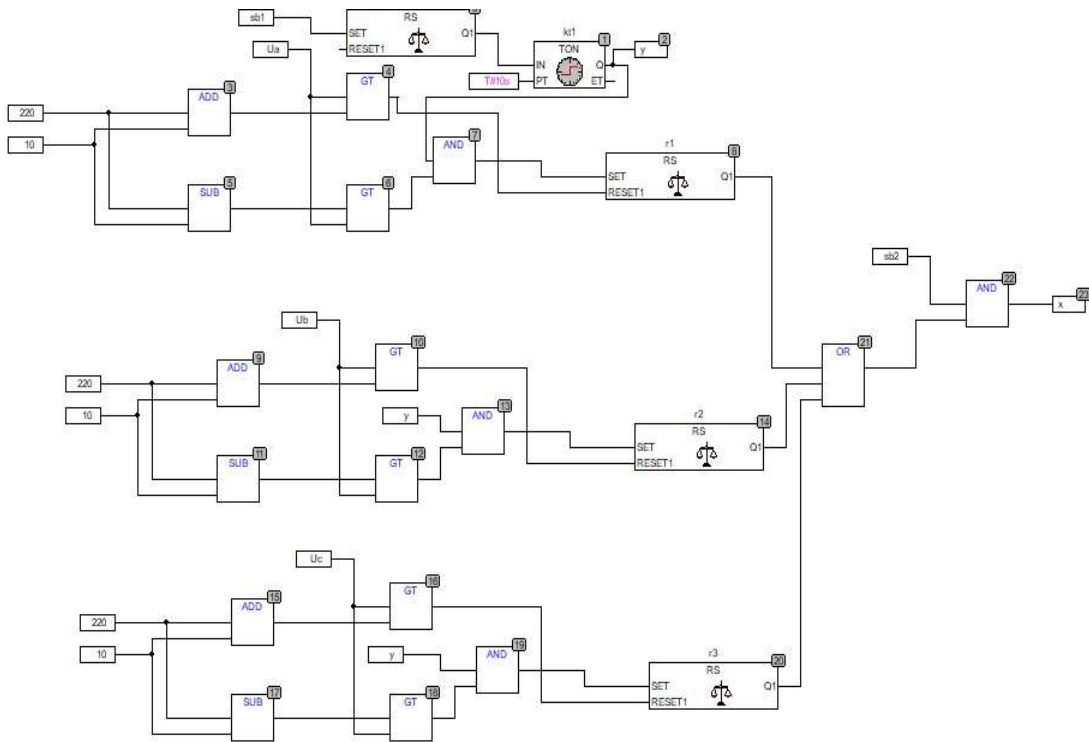 sb1
RS
SET
RESET1
Q1
Ua
kt1
1
TON
IN
PT
Q
ET
T#10s
2
y
220
10
3
ADD
4
GT
5
SUB
6
GT
7
AND
r1
8
RS
SET
RESET1
Q1
sb2
22
AND
23
x
Ub
220
10
9
ADD
10
GT
y
13
AND
11
SUB
12
GT
r2
14
RS
SET
RESET1
Q1
21
OR
Uc
220
10
15
ADD
16
GT
y
19
AND
17
SUB
18
GT
r3
20
RS
SET
RESET1
Q1